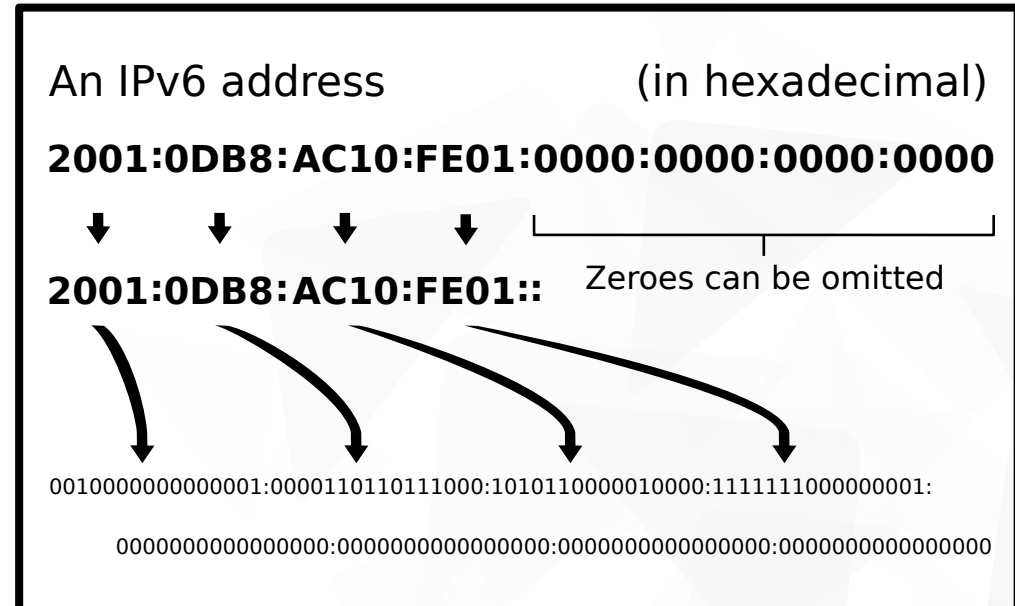 An IPv6 address (in hexadecimal)
2001:0DB8:AC10:FE01:0000:0000:0000:0000
2001:0DB8:AC10:FE01::
Zeroes can be omitted
0010000000000001:0000110110111000:1010110000010000:1111111000000001:
0000000000000000:0000000000000000:0000000000000000:0000000000000000